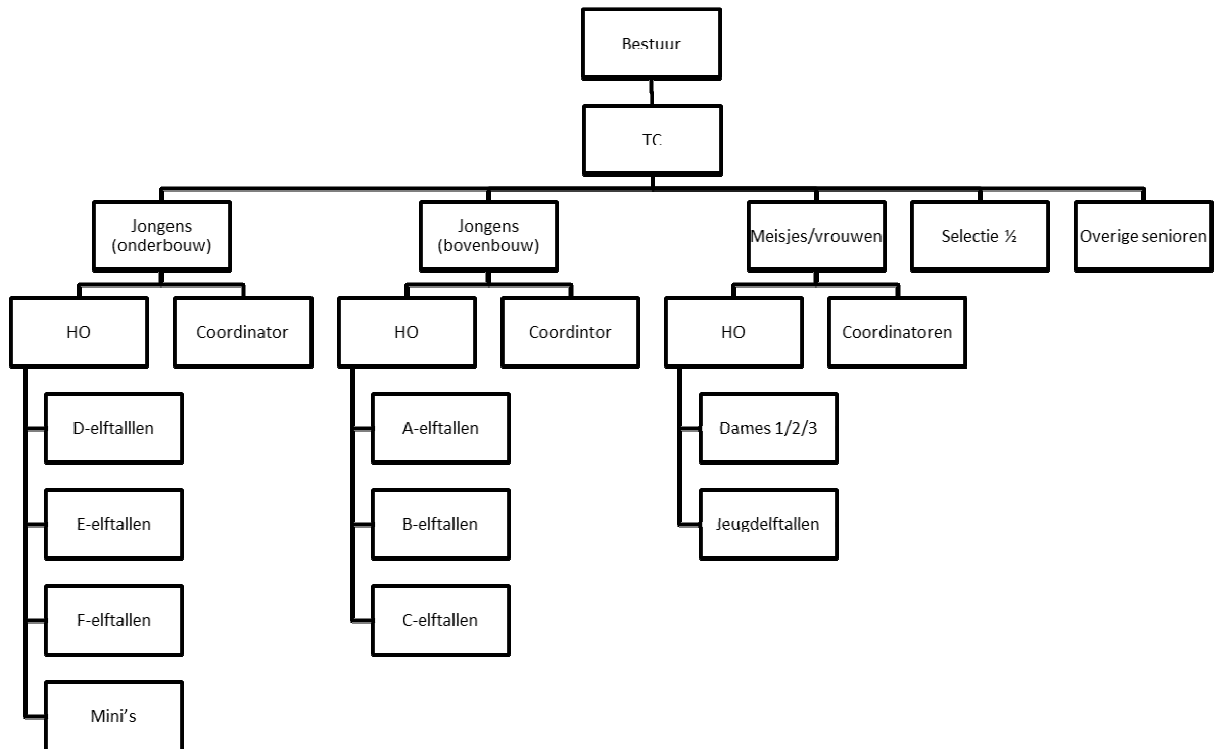 Bestuur
TC
Jongens
(onderbouw)
Jongens
(bovenbouw)
Meisjes/vrouwen
Selectie ½
Overige senioren
HO
Coordinator
HO
Coordintor
HO
Coordinatoren
D-elftalllen
A-elftallen
Dames 1/2/3
E-elftallen
B-elftallen
Jeugdelftallen
F-elftallen
C-elftallen
Mini's